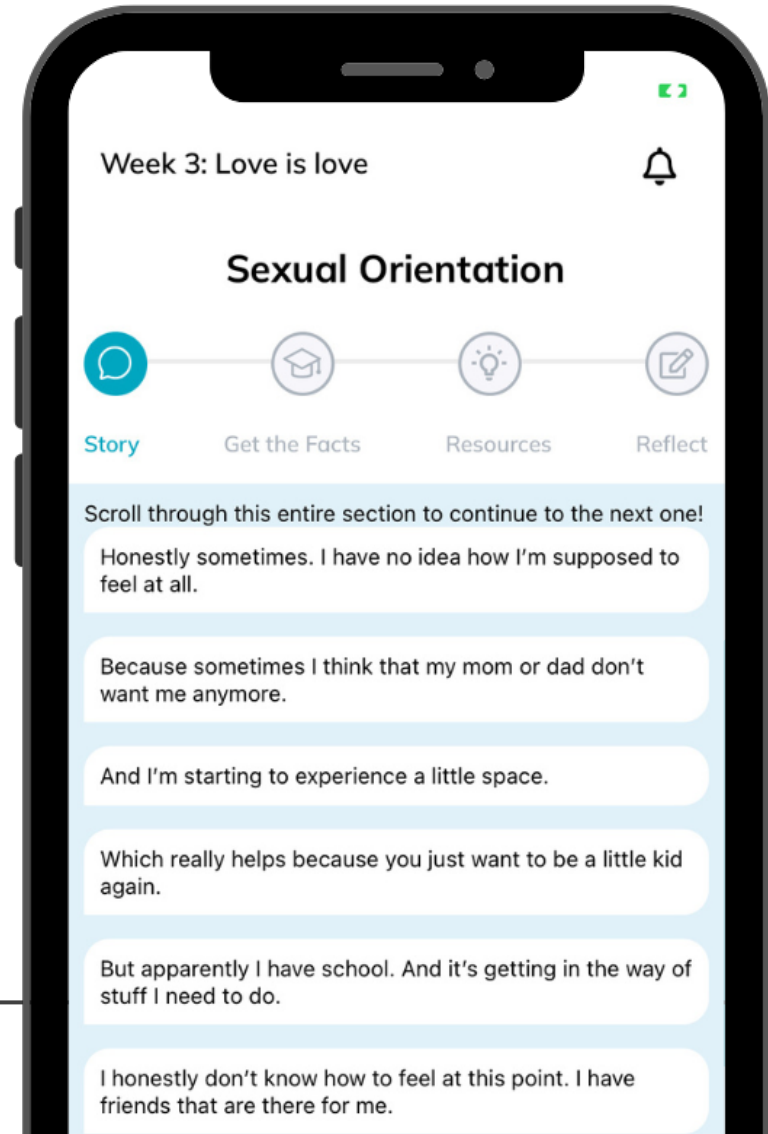 Week 3: Love is love
Sexual Orientation
Story
Get the Facts
Resources
Reflect
Scroll through this entire section to continue to the next one!
Honestly sometimes. I have no idea how I'm supposed to
feel at all.
Because sometimes I think that my mom or dad don't
want me anymore.
And I'm starting to experience a little space.
Which really helps because you just want to be a little kid
again.
But apparently I have school. And it's getting in the way of
stuff I need to do.
I honestly don't know how to feel at this point. I have
friends that are there for me.